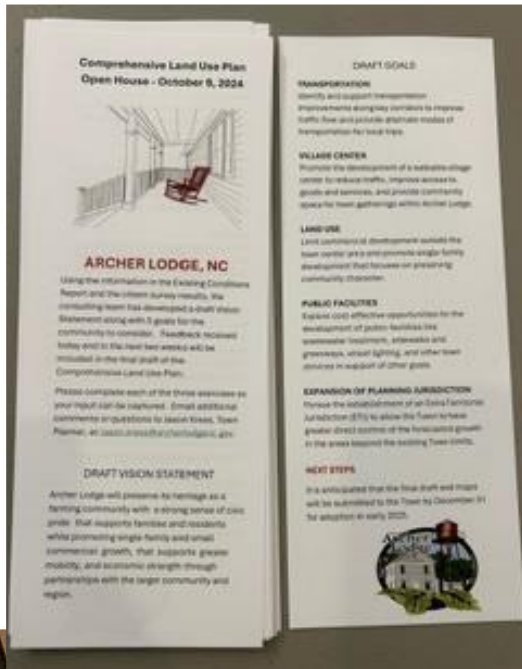 Comprehensive Land Use Plan
Open House - October 9, 2024
ARCHER LODGE, NC
Using the information in the Existing Conditions
Report and the citizen survey results, the
consulting team has developed a draft Vision
Statement along with 5 goals for the
community to consider. Feedback received
today and in the next two weeks will be
included in the final draft of the
Comprehensive Land Use Plan.
Please complete each of the three exercises so
your input can be captured. Email additional
comments or questions to Jason Kress, Town
Planner, at
DRAFT VISION STATEMENT
Archer Lodge will preserve its heritage as a
farming community with a strong sense of civic
pride that supports families and residents
while promoting single-family and small
commercial growth, that supports greater
mobility, and economic strength through
partnerships with the larger community and
region.
DRAFT GOALS
TRANSPORTATION
Identify and support transportation
improvements along key corridors to improve
traffic flow and provide alternate modes of
transportation for local trips.
VILLAGE CENTER
Promote the development of a walkable village
center to reduce traffic, improve access to
goods and services, and provide community
space for town gatherings within Archer Lodge.
LAND USE
Limit commercial development outside the
town center area and promote single-family
development that focuses on preserving
community character.
PUBLIC FACILITIES
Explore cost-effective opportunities for the
development of public facilities like
wastewater treatment, sidewalks and
greenways, street lighting, and other town
services in support of other goals.
EXPANSION OF PLANNING JURISDICTION
Pursue the establishment of an Extra Territorial
Jurisdiction (ETJ) to allow the Town to have
greater direct control of the forecasted growth
in the areas beyond the existing Town limits.
NEXT STEPS
It is anticipated that the final draft and maps
will be submitted to the Town by December 31
for adoption in early 2025.
Archer
Lodge